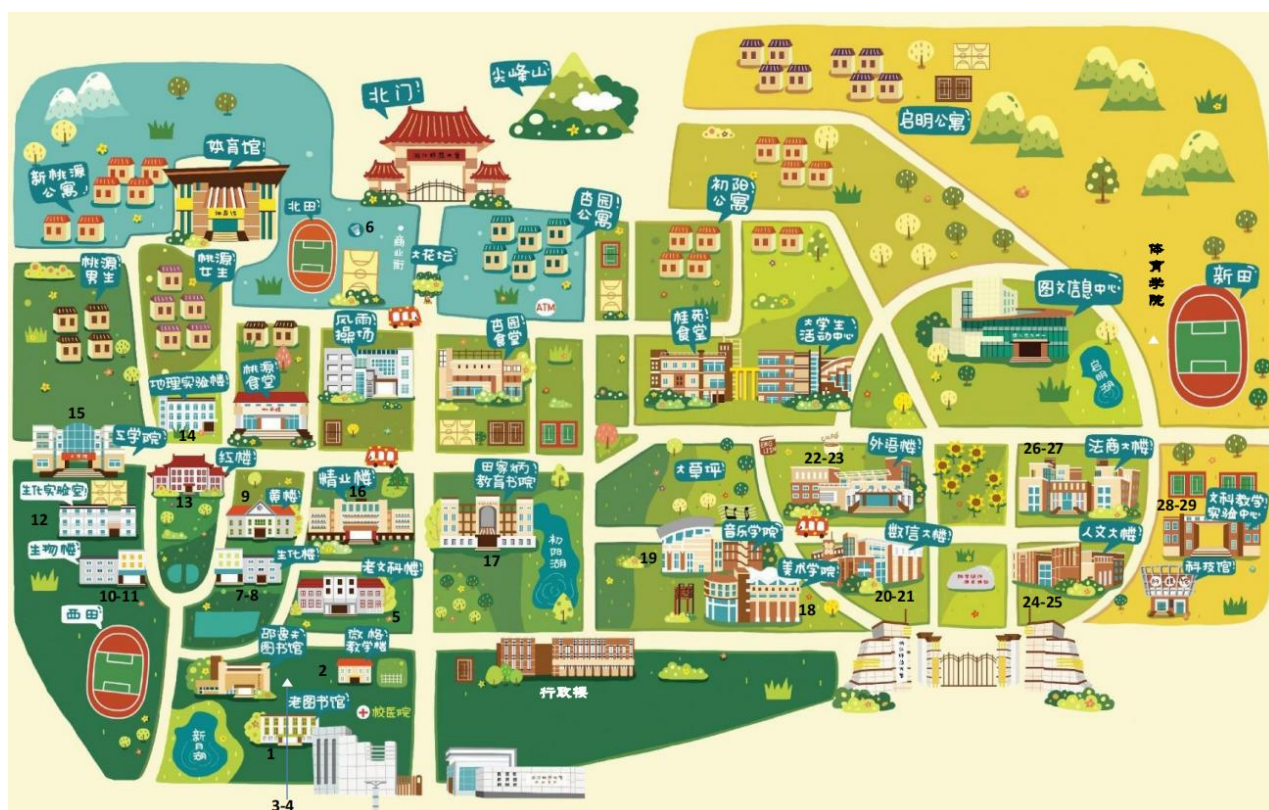 尖峰山
北门
启明公寓
体育馆
新桃源
公寓
北田
6
商业街
杏园
公寓
初阳
公寓
大花坛
桃源
男生
桃源
女生
体育学院
新田
图文信息中心
ATM
风雨
操场
杏园
食堂
桂苑
食堂
大学生
活动中心
启明湖
地理实验楼
桃源
食堂
15
工学院
14
红楼
13
生化实验室
9
黄楼
精业楼
16
田家炳
教育书院
大草坪
ENGLISH
22-23
外语楼
26-27
法商大楼
28-29
文科教学
实验中心
12
生物楼
10-11
生化楼
7-8
老文科楼
5
17
初阳湖
音乐学院
19
美术学院
18
数信大楼
20-21
人文大楼
24-25
科技馆
西田
邵逸夫
图书馆
2
教学楼
行政楼
老图书馆
校医院
新月湖
1
3-4